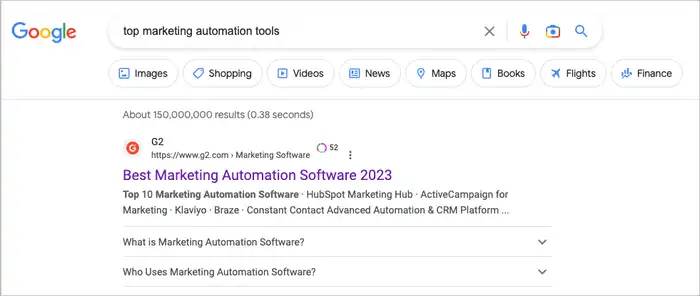 Google
top marketing automation tools
Images
Shopping
Videos
News
Maps
Books
Flights
Finance
About 150,000,000 results (0.38 seconds)
G2
https://www.g2.com › Marketing Software
52
Best Marketing Automation Software 2023
Top 10 Marketing Automation Software · HubSpot Marketing Hub · ActiveCampaign for
Marketing · Klaviyo · Braze · Constant Contact Advanced Automation & CRM Platform ...
What is Marketing Automation Software?
Who Uses Marketing Automation Software?